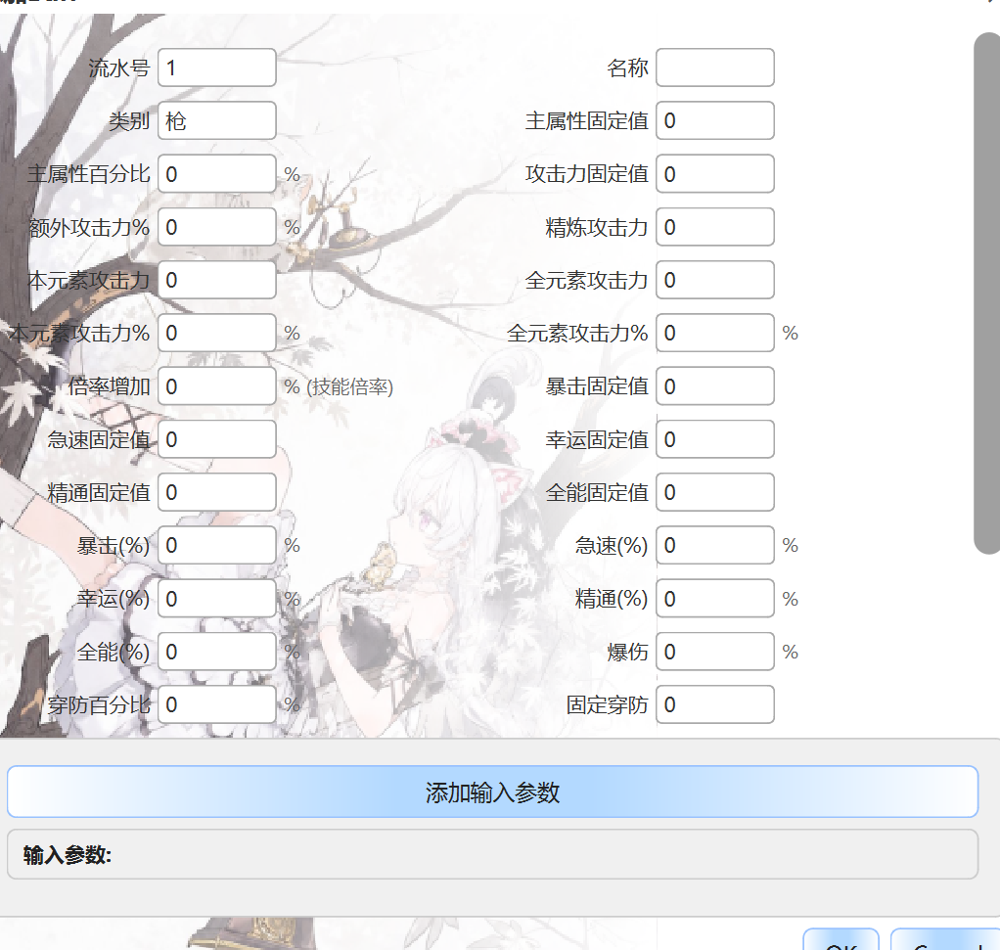 流水号 1 名称
类别 枪 主属性固定值 0
主属性百分比 0 % 攻击力固定值 0
额外攻击力% 0 % 精炼攻击力 0
本元素攻击力 0 全元素攻击力 0
本元素攻击力% 0 % 全元素攻击力% 0 %
倍率增加 0 % (技能倍率) 暴击固定值 0
急速固定值 0 幸运固定值 0
精通固定值 0 全能固定值 0
暴击(%) 0 % 急速(%) 0 %
幸运(%) 0 % 精通(%) 0 %
全能(%) 0 % 爆伤 0 %
穿防百分比 0 % 固定穿防 0
添加输入参数
输入参数: